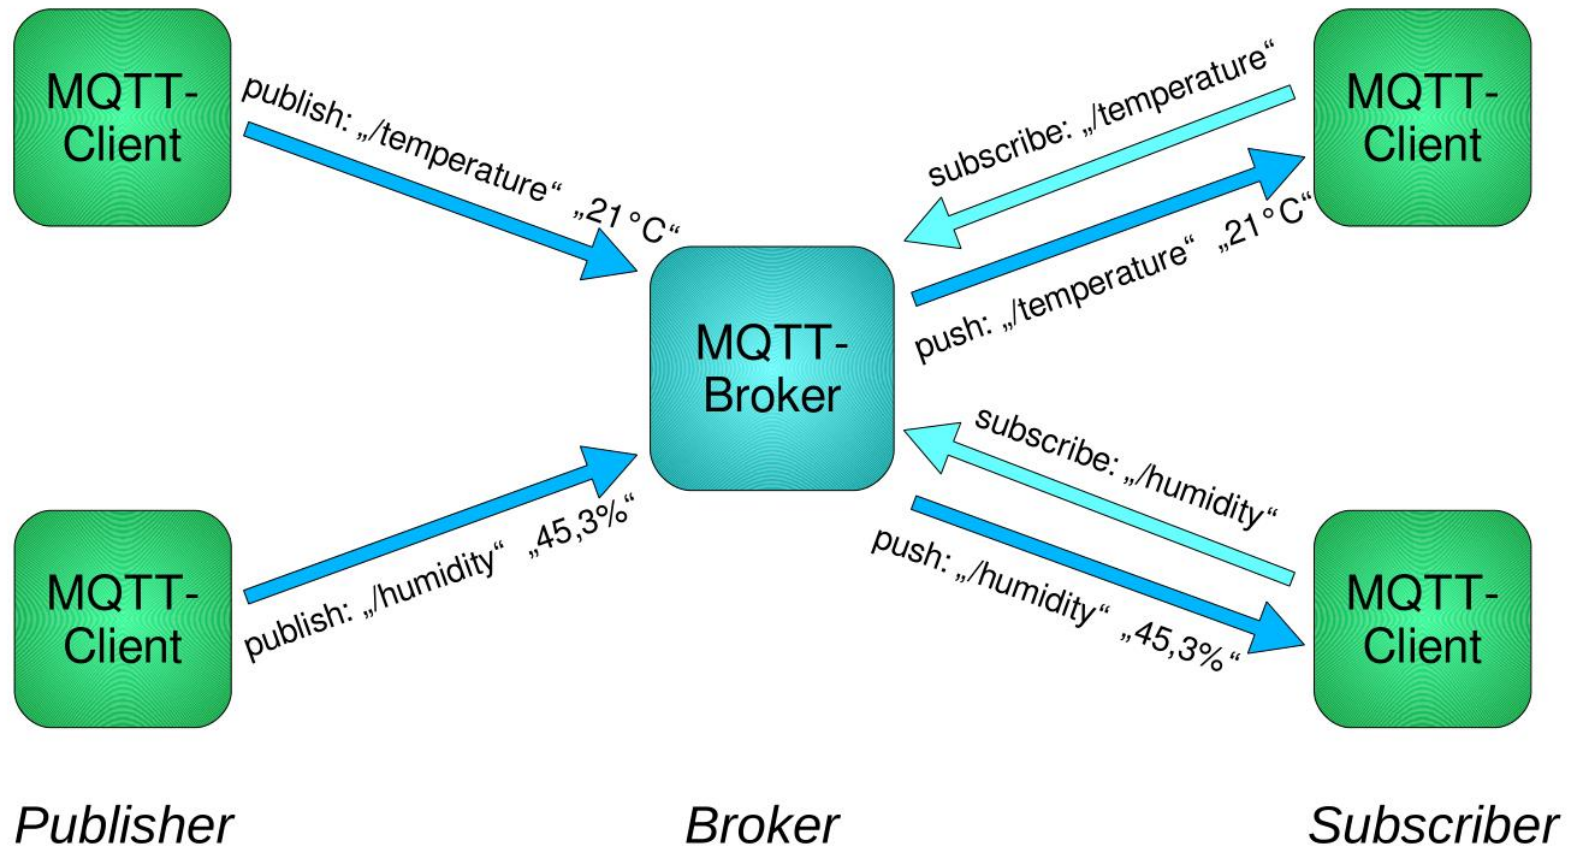 MQTT-
Client
publish: „/temperature“ „21°C“
subscribe: „/temperature“
MQTT-
Client
push: „/temperature“ „21°C“
MQTT-
Broker
MQTT-
Client
publish: „/humidity“ „45,3%“
subscribe: „/humidity“
push: „/humidity“ „45,3%“
MQTT-
Client
Publisher
Broker
Subscriber